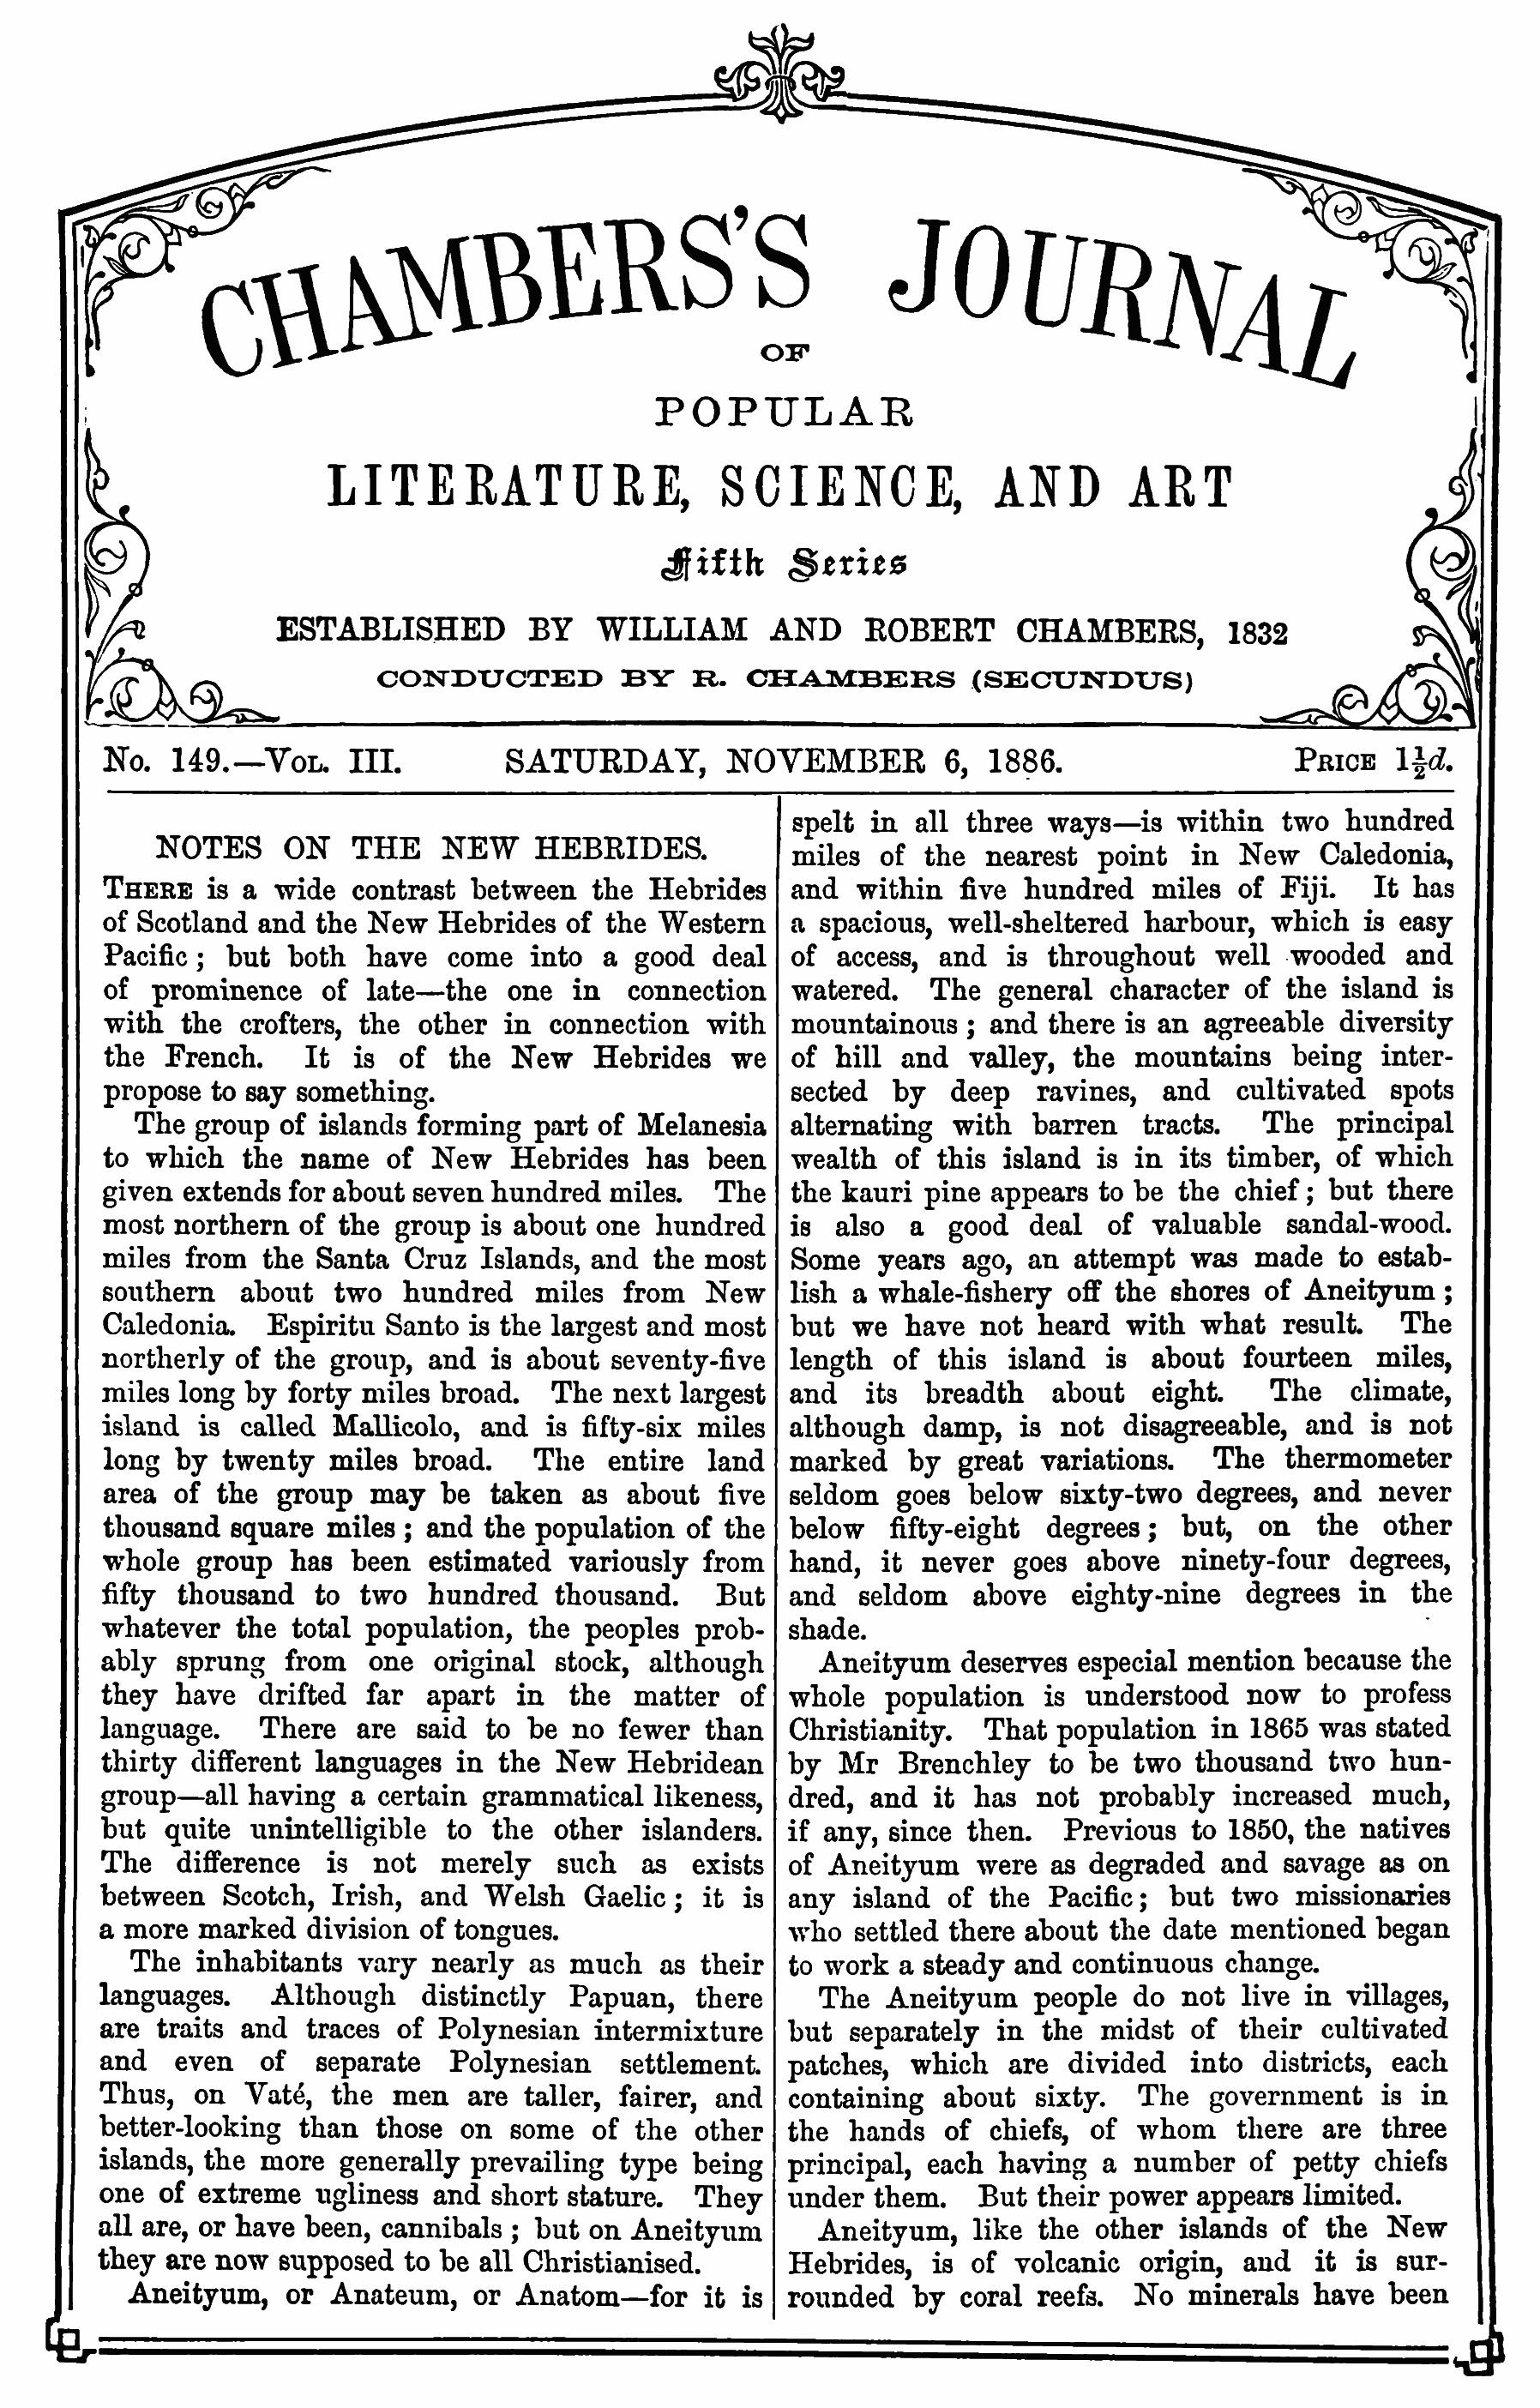 CHAMBERS'S JOURNAL
OF
POPULAR
LITERATURE, SCIENCE, AND ART
Fifth Series
ESTABLISHED BY WILLIAM AND ROBERT CHAMBERS, 1832
CONDUCTED BY R. CHAMBERS (SECUNDUS)
No. 149.—Vol. III. SATURDAY, NOVEMBER 6, 1886. Price 1½d.
NOTES ON THE NEW HEBRIDES.
There is a wide contrast between the Hebrides
of Scotland and the New Hebrides of the Western
Pacific; but both have come into a good deal
of prominence of late—the one in connection
with the crofters, the other in connection with
the French. It is of the New Hebrides we
propose to say something.
The group of islands forming part of Melanesia
to which the name of New Hebrides has been
given extends for about seven hundred miles. The
most northern of the group is about one hundred
miles from the Santa Cruz Islands, and the most
southern about two hundred miles from New
Caledonia. Espiritu Santo is the largest and most
northerly of the group, and is about seventy-five
miles long by forty miles broad. The next largest
island is called Mallicolo, and is fifty-six miles
long by twenty miles broad. The entire land
area of the group may be taken as about five
thousand square miles; and the population of the
whole group has been estimated variously from
fifty thousand to two hundred thousand. But
whatever the total population, the peoples prob-
ably sprung from one original stock, although
they have drifted far apart in the matter of
language. There are said to be no fewer than
thirty different languages in the New Hebridean
group—all having a certain grammatical likeness,
but quite unintelligible to the other islanders.
The difference is not merely such as exists
between Scotch, Irish, and Welsh Gaelic; it is
a more marked division of tongues.
The inhabitants vary nearly as much as their
languages. Although distinctly Papuan, there
are traits and traces of Polynesian intermixture
and even of separate Polynesian settlement.
Thus, on Vaté, the men are taller, fairer, and
better-looking than those on some of the other
islands, the more generally prevailing type being
one of extreme ugliness and short stature. They
all are, or have been, cannibals; but on Aneityum
they are now supposed to be all Christianised.
Aneityum, or Anateum, or Anatom—for it is
spelt in all three ways—is within two hundred
miles of the nearest point in New Caledonia,
and within five hundred miles of Fiji. It has
a spacious, well-sheltered harbour, which is easy
of access, and is throughout well wooded and
watered. The general character of the island is
mountainous; and there is an agreeable diversity
of hill and valley, the mountains being inter-
sected by deep ravines, and cultivated spots
alternating with barren tracts. The principal
wealth of this island is in its timber, of which
the kauri pine appears to be the chief; but there
is also a good deal of valuable sandal-wood.
Some years ago, an attempt was made to estab-
lish a whale-fishery off the shores of Aneityum;
but we have not heard with what result. The
length of this island is about fourteen miles,
and its breadth about eight. The climate,
although damp, is not disagreeable, and is not
marked by great variations. The thermometer
seldom goes below sixty-two degrees, and never
below fifty-eight degrees; but, on the other
hand, it never goes above ninety-four degrees,
and seldom above eighty-nine degrees in the
shade.
Aneityum deserves especial mention because the
whole population is understood now to profess
Christianity. That population in 1865 was stated
by Mr Brenchley to be two thousand two hun-
dred, and it has not probably increased much,
if any, since then. Previous to 1850, the natives
of Aneityum were as degraded and savage as on
any island of the Pacific; but two missionaries
who settled there about the date mentioned began
to work a steady and continuous change.
The Aneityum people do not live in villages,
but separately in the midst of their cultivated
patches, which are divided into districts, each
containing about sixty. The government is in
the hands of chiefs, of whom there are three
principal, each having a number of petty chiefs
under them. But their power appears limited.
Aneityum, like the other islands of the New
Hebrides, is of volcanic origin, and it is sur-
rounded by coral reefs. No minerals have been